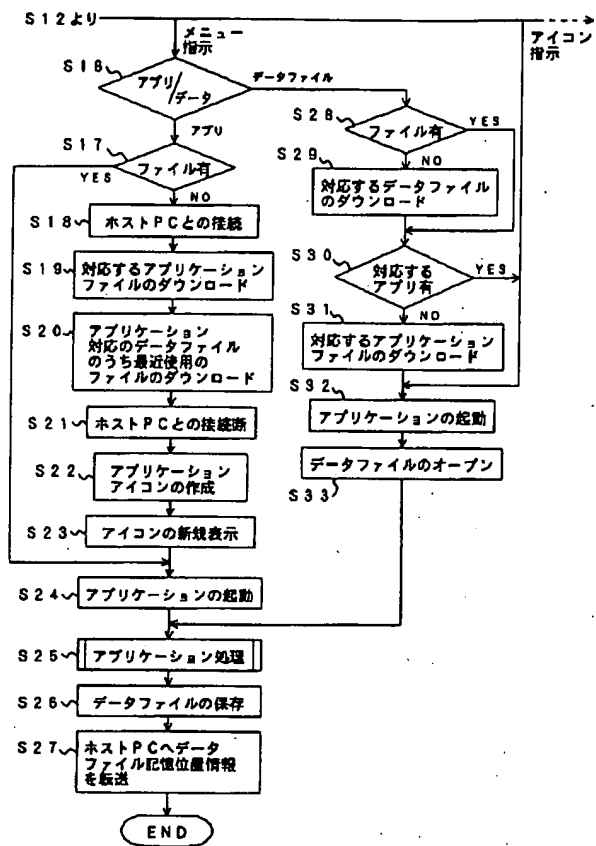 S12より
メニュー
指示
アイコン
指示
S16
アプリ
／データ
データファイル
アプリ
S17
ファイル有
YES
NO
S18
ホストPCとの接続
S19
対応するアプリケーション
ファイルのダウンロード
S20
アプリケーション
対応のデータファイル
のうち最近使用の
ファイルのダウンロード
S21
ホストPCとの接続断
S22
アプリケーション
アイコンの作成
S23
アイコンの新規表示
S24
アプリケーションの起動
S25
アプリケーション処理
S26
データファイルの保存
S27
ホストPCへデータ
ファイル記憶位置情報
を転送
END
S28
ファイル有
YES
NO
S29
対応するデータファイル
のダウンロード
S30
対応する
アプリ有
YES
NO
S31
対応するアプリケーション
ファイルのダウンロード
S32
アプリケーションの起動
データファイルのオープン
S33